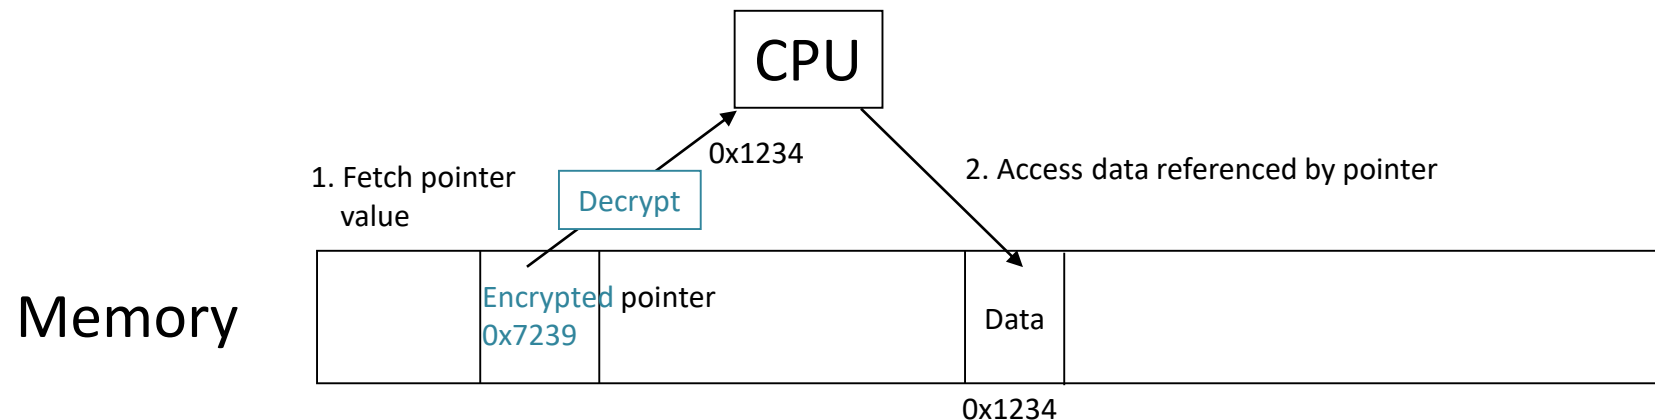 CPU
0x1234
1. Fetch pointer
value
2. Access data referenced by pointer
Decrypt
Memory
Encrypted pointer
0x7239
Data
0x1234